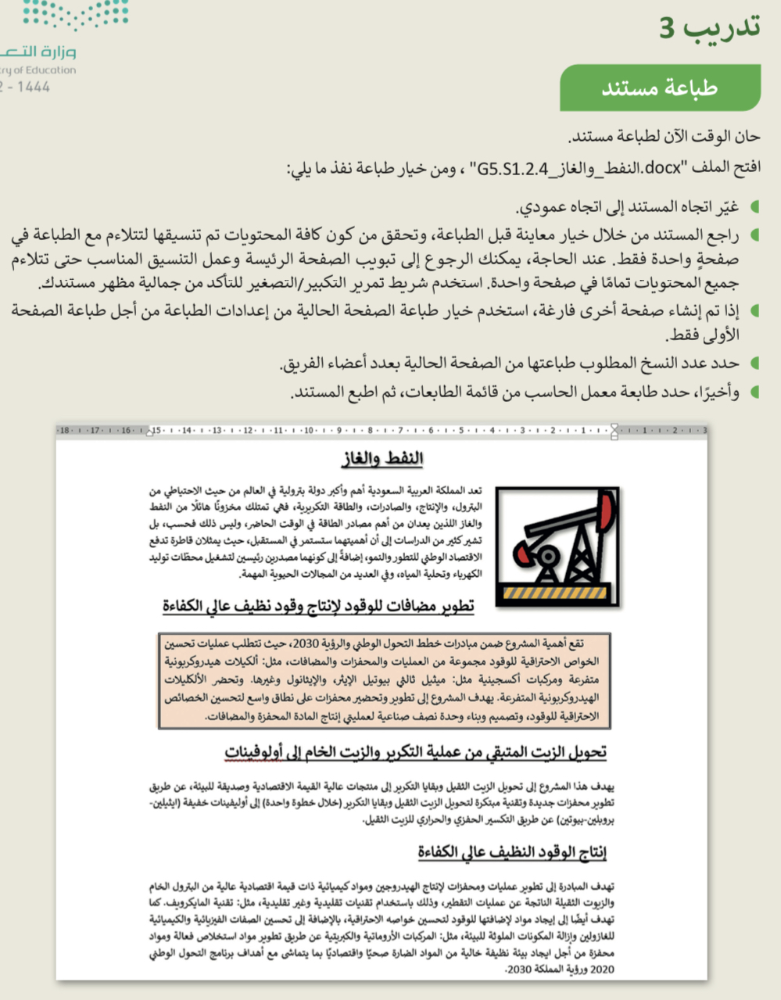 وزارة التعـ
ry of Education
2 - 1444
تدريب 3
طباعة مستند
حان الوقت الآن لطباعة مستند.
افتح الملف "G5.S1.2.4_النفط_والغاز.docx" ، ومن خيار طباعة نفذ ما يلي:
غيّر اتجاه المستند إلى اتجاه عمودي.
راجع المستند من خلال خيار معاينة قبل الطباعة، وتحقق من كون كافة المحتويات تم تنسيقها لتتلاءم مع الطباعة في
صفحةٍ واحدة فقط. عند الحاجة، يمكنك الرجوع إلى تبويب الصفحة الرئيسة وعمل التنسيق المناسب حتى تتلاءم
جميع المحتويات تمامًا في صفحة واحدة. استخدم شريط تمرير التكبير/التصغير للتأكد من جمالية مظهر مستندك.
إذا تم إنشاء صفحة أخرى فارغة، استخدم خيار طباعة الصفحة الحالية من إعدادات الطباعة من أجل طباعة الصفحة
الأولى فقط.
حدد عدد النسخ المطلوب طباعتها من الصفحة الحالية بعدد أعضاء الفريق.
وأخيرًا، حدد طابعة معمل الحاسب من قائمة الطابعات، ثم اطبع المستند.
18 17 16 15 14 13 12 11 10 9 8 7 6 5 4 3 2 1 1 2 3
النفط والغاز
تعد المملكة العربية السعودية أهم وأكبر دولة بترولية في العالم من حيث الاحتياطي من
البترول، والإنتاج، والصادرات، والطاقة التكريرية، فهي تمتلك مخزونًا هائلًا من النفط
والغاز اللذين يعدان من أهم مصادر الطاقة في الوقت الحاضر، وليس ذلك فحسب، بل
تشير كثير من الدراسات إلى أن أهميتهما ستستمر في المستقبل، حيث يمثلان قاطرة تدفع
الاقتصاد الوطني للتطور والنمو، إضافةً إلى كونهما مصدرين رئيسين لتشغيل محطات توليد
الكهرباء وتحلية المياه، وفي العديد من المجالات الحيوية المهمة.
تطوير مضافات للوقود لإنتاج وقود نظيف عالي الكفاءة
تقع أهمية المشروع ضمن مبادرات خطط التحول الوطني والرؤية 2030، حيث تتطلب عمليات تحسين
الخواص الاحتراقية للوقود مجموعة من العمليات والمحفزات والمضافات، مثل: ألكيلات هيدروكربونية
متفرعة ومركبات أكسجينية مثل: ميثيل ثالثي بيوتيل الإيثر، والإيثانول وغيرها. وتحضر الألكليلات
الهيدروكربونية المتفرعة. يهدف المشروع إلى تطوير وتحضير محفزات على نطاق واسع لتحسين الخصائص
الاحتراقية للوقود، وتصميم وبناء وحدة نصف صناعية لعمليتي إنتاج المادة المحفزة والمضافات.
تحويل الزيت المتبقي من عملية التكرير والزيت الخام إلى أولوفينات
يهدف هذا المشروع إلى تحويل الزيت الثقيل وبقايا التكرير إلى منتجات عالية القيمة الاقتصادية وصديقة للبيئة، عن طريق
تطوير محفزات جديدة وتقنية مبتكرة لتحويل الزيت الثقيل وبقايا التكرير (خلال خطوة واحدة) إلى أوليفينات خفيفة (ايثيلين-
بروبلين-بيوتين) عن طريق التكسير الحفزي والحراري للزيت الثقيل.
إنتاج الوقود النظيف عالي الكفاءة
تهدف المبادرة إلى تطوير عمليات ومحفزات لإنتاج الهيدروجين ومواد كيميائية ذات قيمة اقتصادية عالية من البترول الخام
والزيوت الثقيلة الناتجة عن عمليات التقطير، وذلك باستخدام تقنيات تقليدية وغير تقليدية، مثل: تقنية المايكرويف. كما
تهدف أيضًا إلى إيجاد مواد لإضافتها للوقود لتحسين خواصه الاحتراقية، بالإضافة إلى تحسين الصفات الفيزيائية والكيميائية
للغازولين وإزالة المكونات الملوثة للبيئة، مثل: المركبات الأروماتية والكبريتية عن طريق تطوير مواد استخلاص فعالة ومواد
محفزة من أجل ايجاد بيئة نظيفة خالية من المواد الضارة صحيًا واقتصاديًا بما يتماشى مع أهداف برنامج التحول الوطني
2020 ورؤية المملكة 2030.